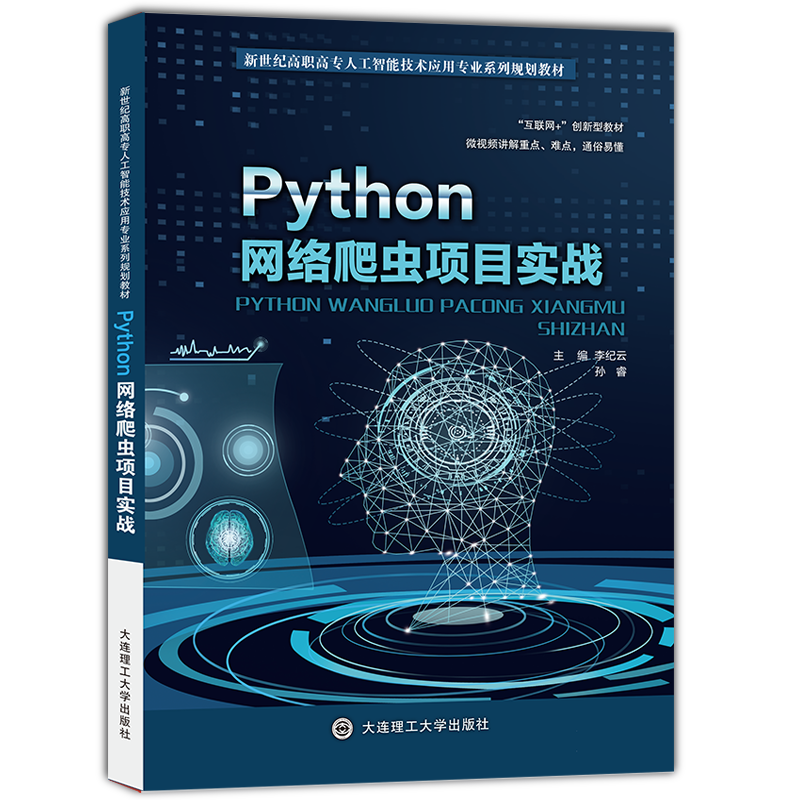 新世纪高职高专人工智能技术应用专业系列规划教材
“互联网+”创新型教材
微视频讲解重点、难点，通俗易懂
Python
网络爬虫项目实战
PYTHON WANGLUO PACONG XIANGMU
SHIZHAN
主 编 李纪云
孙 睿
大连理工大学出版社
新世纪高职高专人工智能技术应用专业系列规划教材
Python 网络爬虫项目实战
大连理工大学出版社